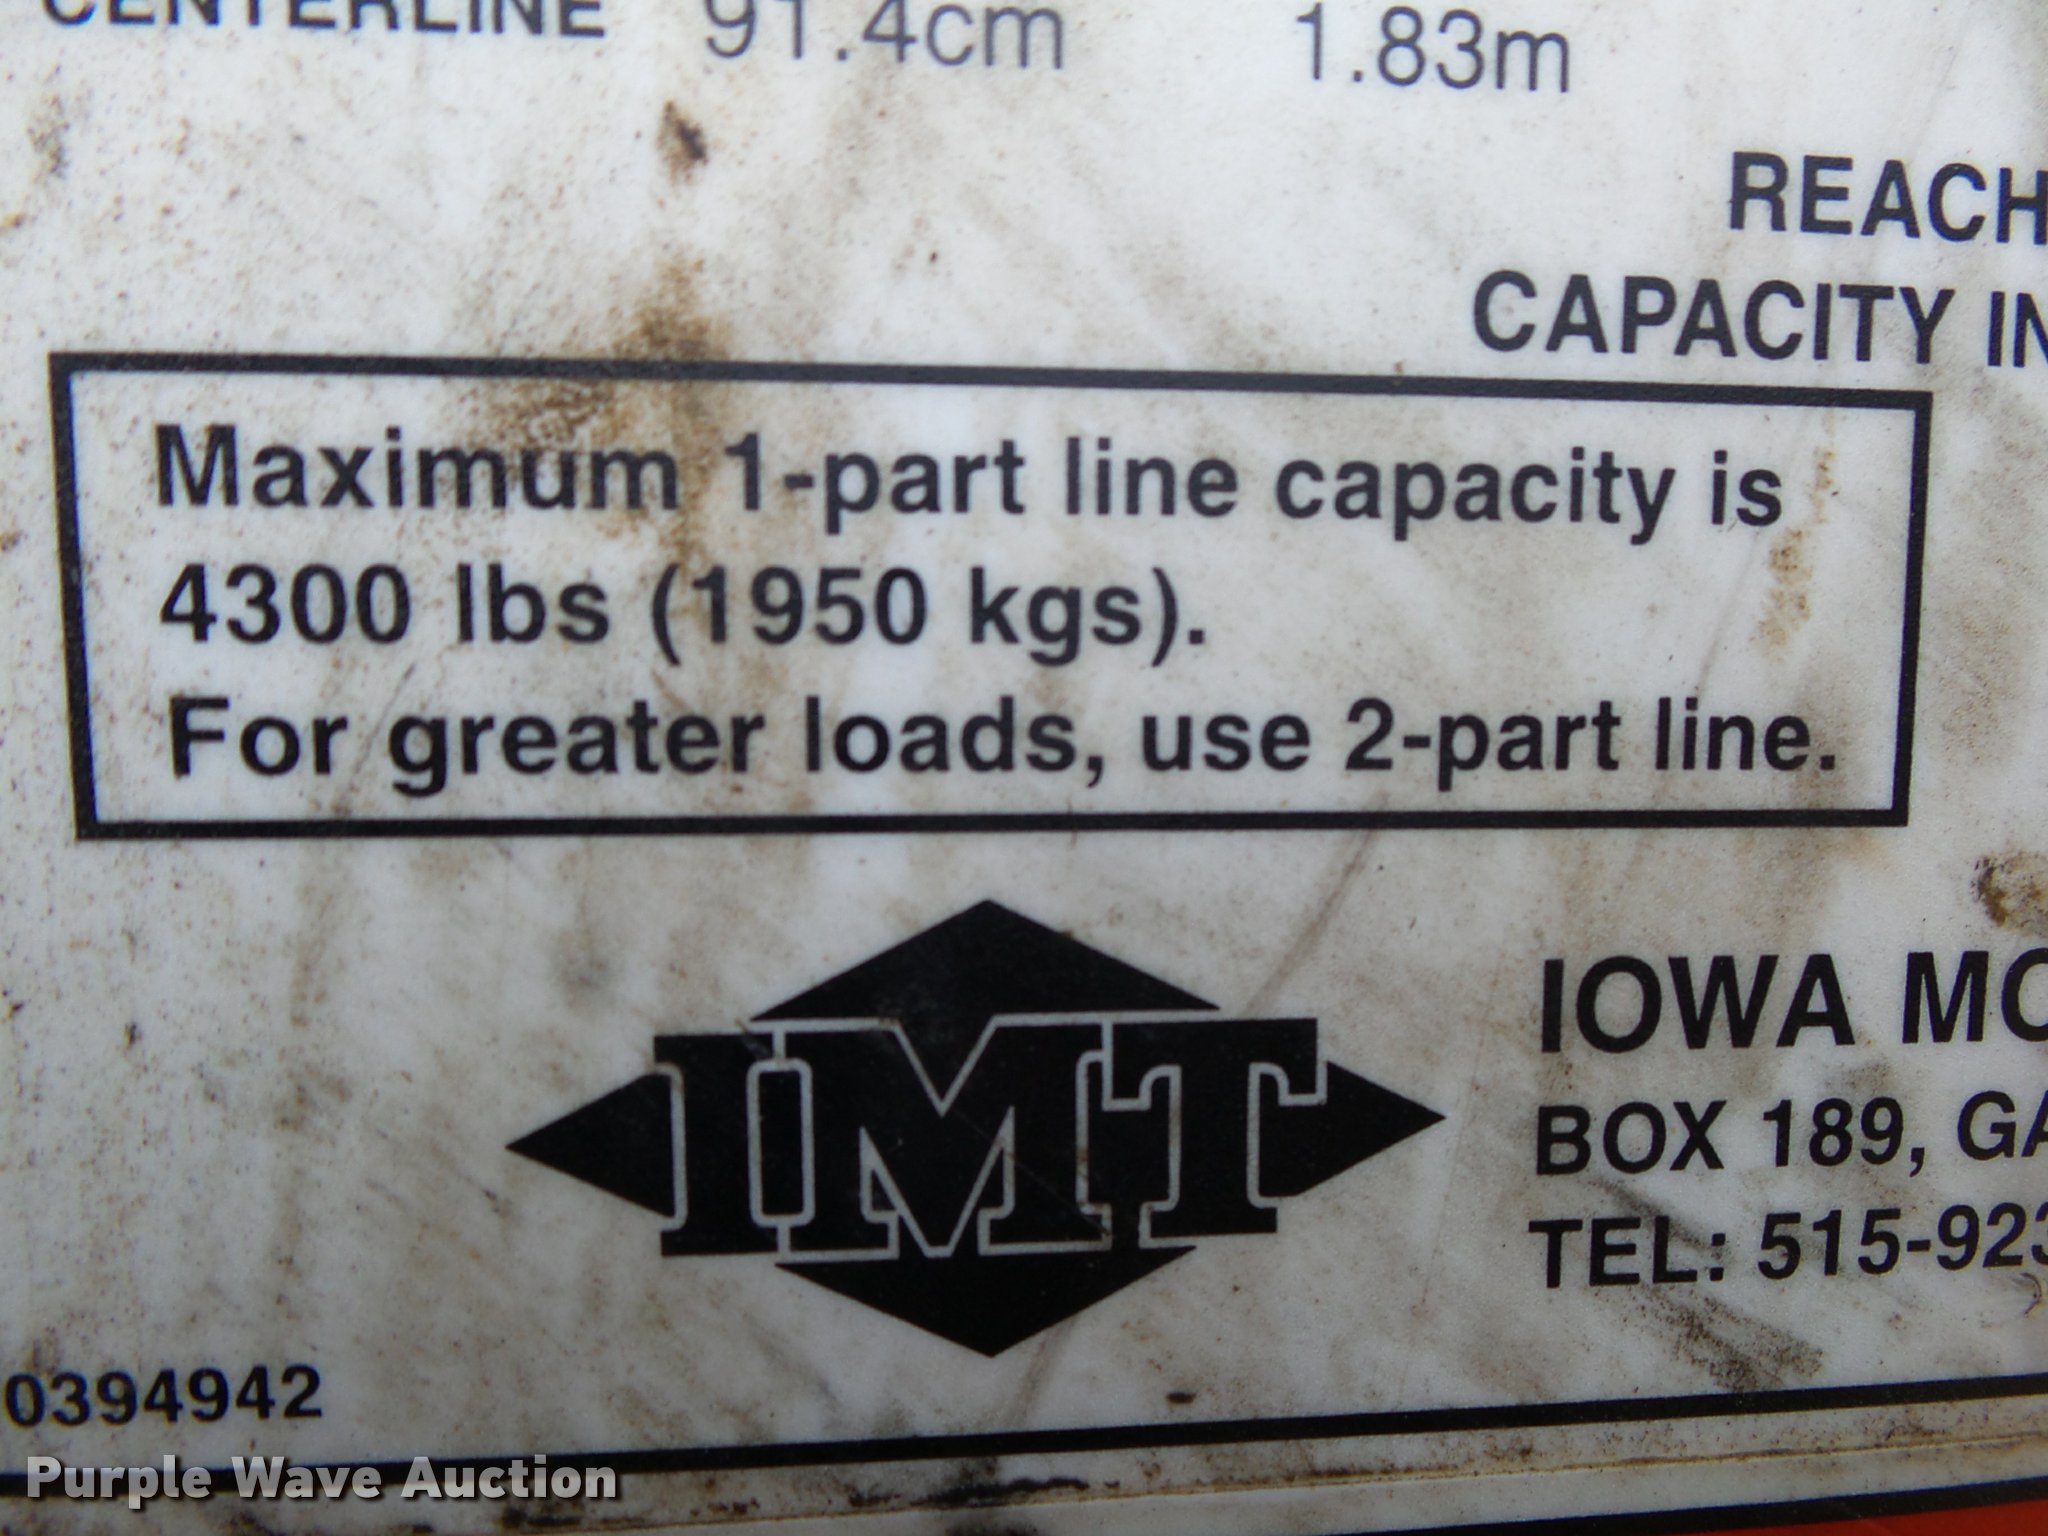 CENTERLINE 91.4cm 1.83m
REACH
CAPACITY IN
Maximum 1-part line capacity is
4300 lbs (1950 kgs).
For greater loads, use 2-part line.
IMT
IOWA MO
BOX 189, GA
TEL: 515-923
0394942
Purple Wave Auction